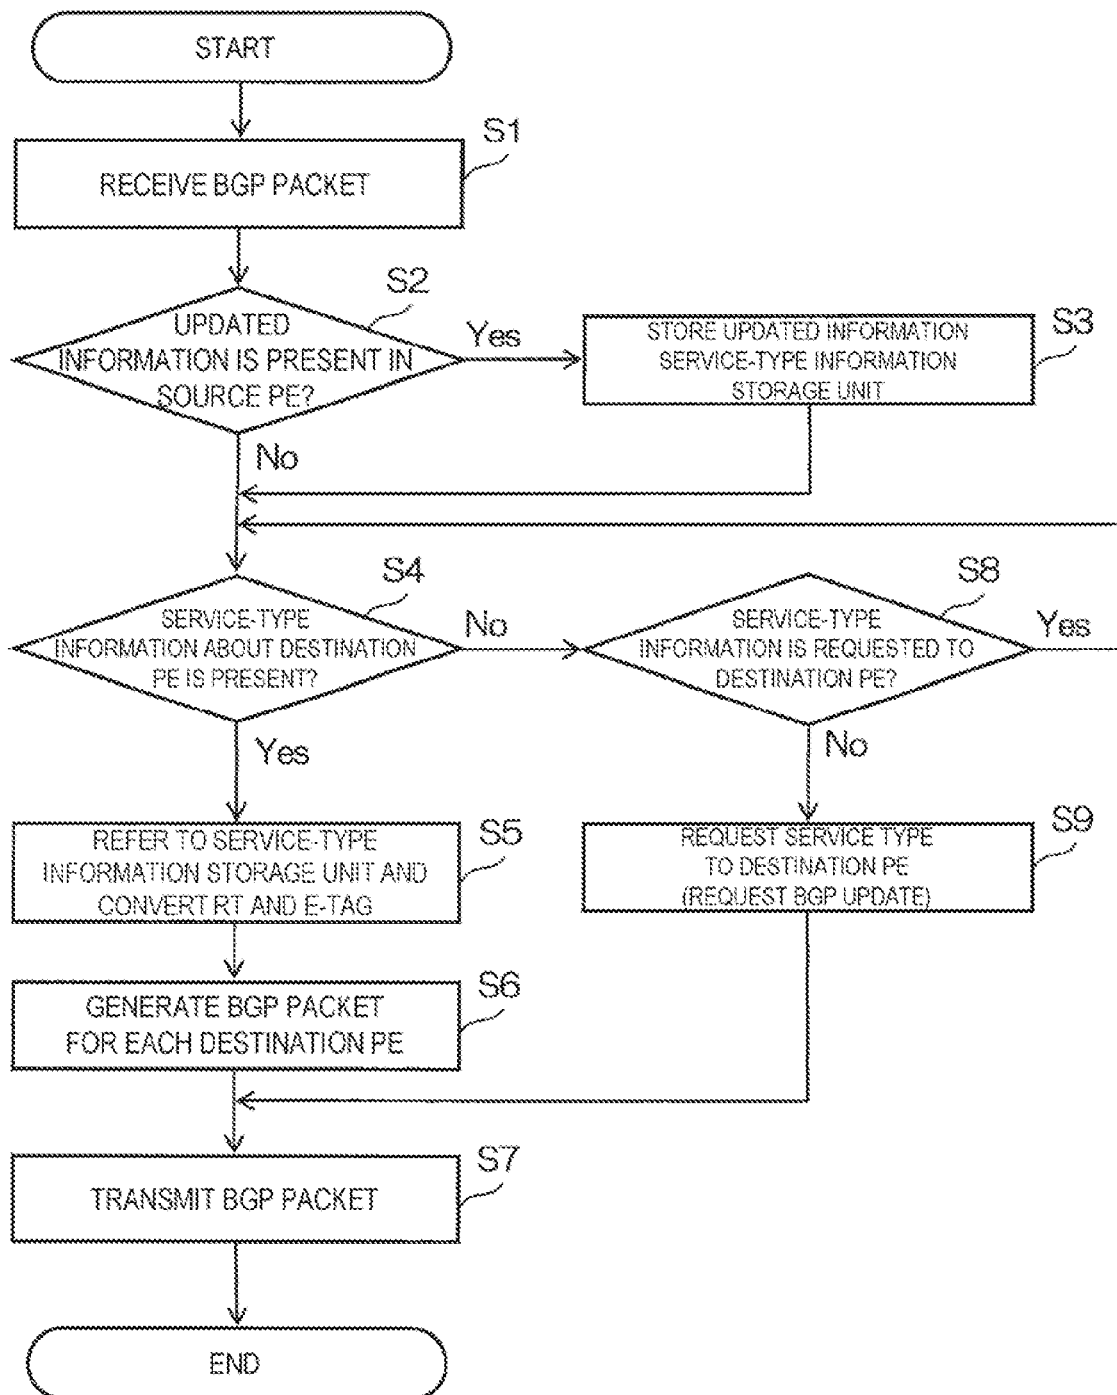 START
S1
RECEIVE BGP PACKET
S2
UPDATED
INFORMATION IS PRESENT IN
SOURCE PE?
Yes
No
S3
STORE UPDATED INFORMATION
SERVICE-TYPE INFORMATION
STORAGE UNIT
S4
SERVICE-TYPE
INFORMATION ABOUT DESTINATION
PE IS PRESENT?
No
Yes
S8
SERVICE-TYPE
INFORMATION IS REQUESTED TO
DESTINATION PE?
Yes
No
S5
REFER TO SERVICE-TYPE
INFORMATION STORAGE UNIT AND
CONVERT RT AND E-TAG
S9
REQUEST SERVICE TYPE
TO DESTINATION PE
(REQUEST BGP UPDATE)
S6
GENERATE BGP PACKET
FOR EACH DESTINATION PE
S7
TRANSMIT BGP PACKET
END